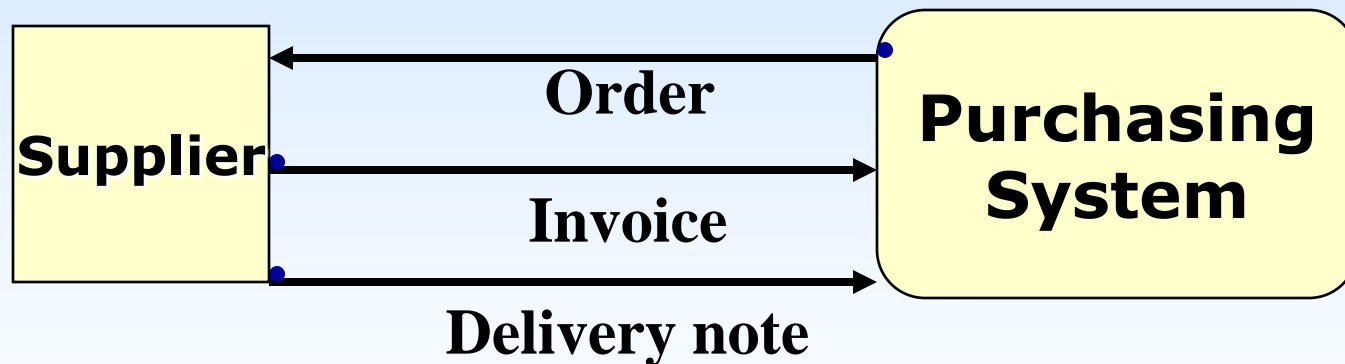 Order
Supplier
Purchasing
System
Invoice
Delivery note